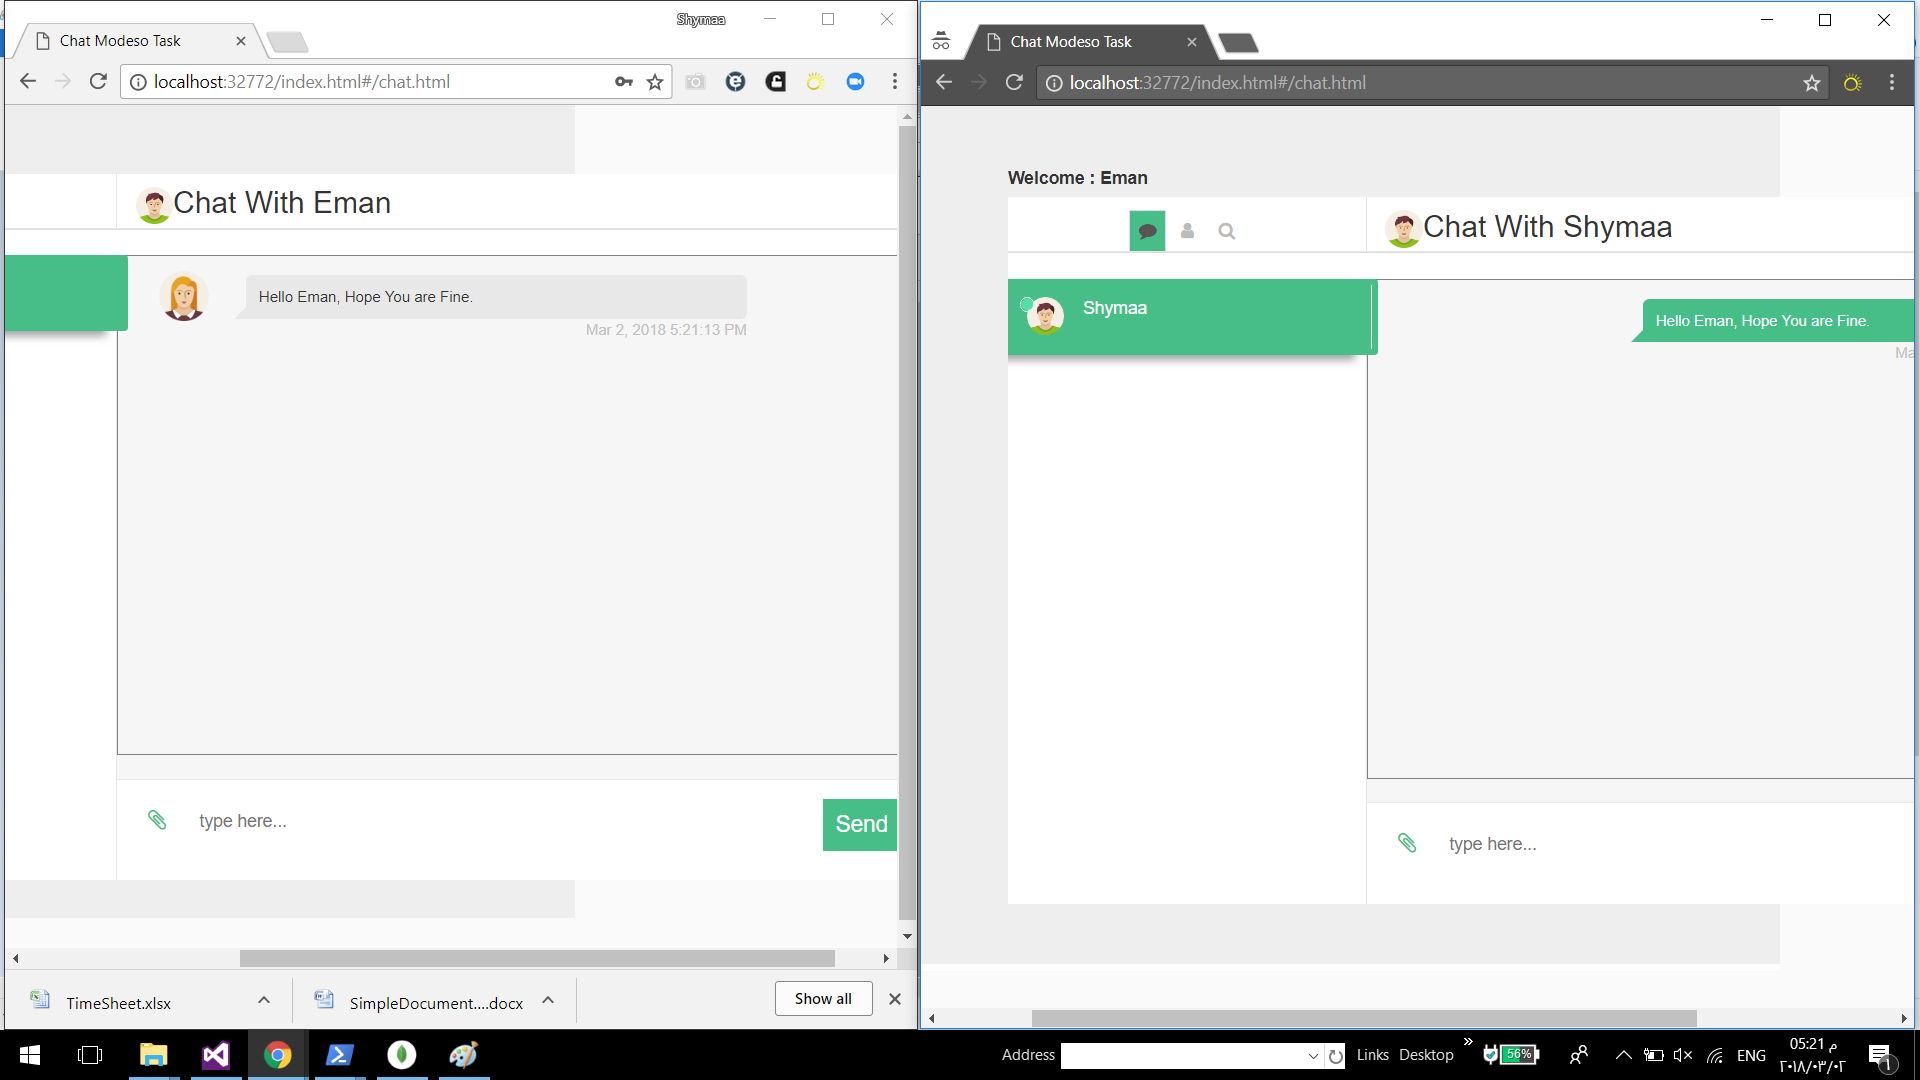 Shymaa
Chat Modeso Task
localhost:32772/index.html#/chat.html
Chat With Eman
Hello Eman, Hope You are Fine.
Mar 2, 2018 5:21:13 PM
type here...
Send
TimeSheet.xlsx
SimpleDocument....docx
Show all
Chat Modeso Task
localhost:32772/index.html#/chat.html
Welcome : Eman
Chat With Shymaa
Shymaa
Hello Eman, Hope You are Fine.
Ma
type here...
Address
Links
Desktop
»
56%
ENG
05:21 م
٢٠١٨/٠٣/٠٢
١